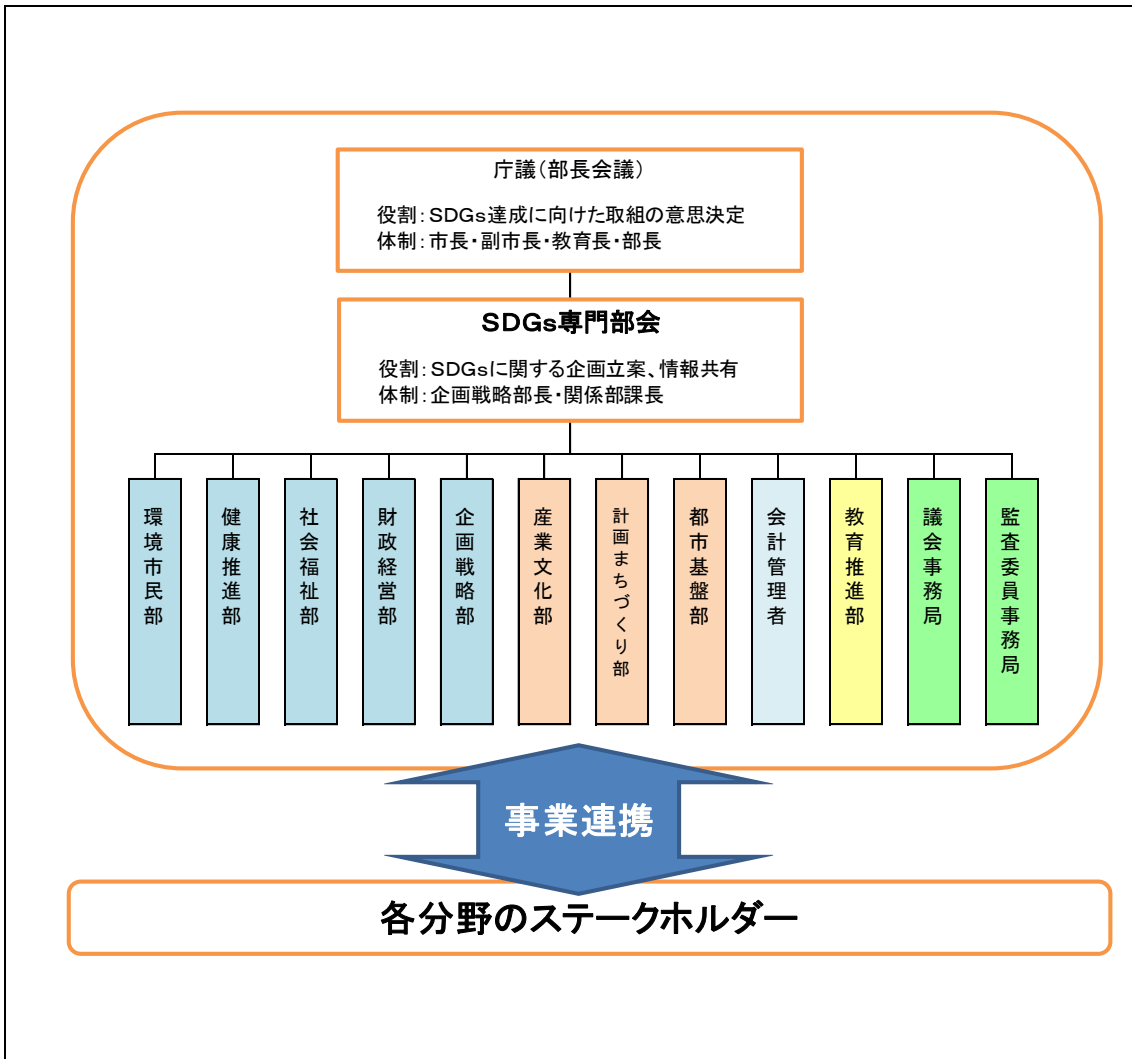 庁議(部長会議)
役割:SDGs達成に向けた取組の意思決定
体制:市長・副市長・教育長・部長
SDGs専門部会
役割:SDGsに関する企画立案、情報共有
体制:企画戦略部長・関係部課長
環境市民部
健康推進部
社会福祉部
財政経営部
企画戦略部
産業文化部
計画まちづくり部
都市基盤部
会計管理者
教育推進部
議会事務局
監査委員事務局
事業連携
各分野のステークホルダー